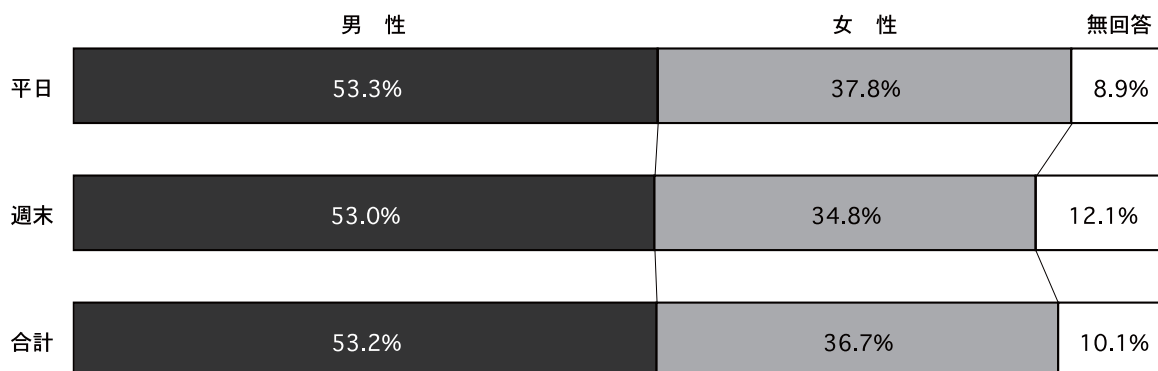 男 性 女 性 無回答
平日 53.3% 37.8% 8.9%
週末 53.0% 34.8% 12.1%
合計 53.2% 36.7% 10.1%